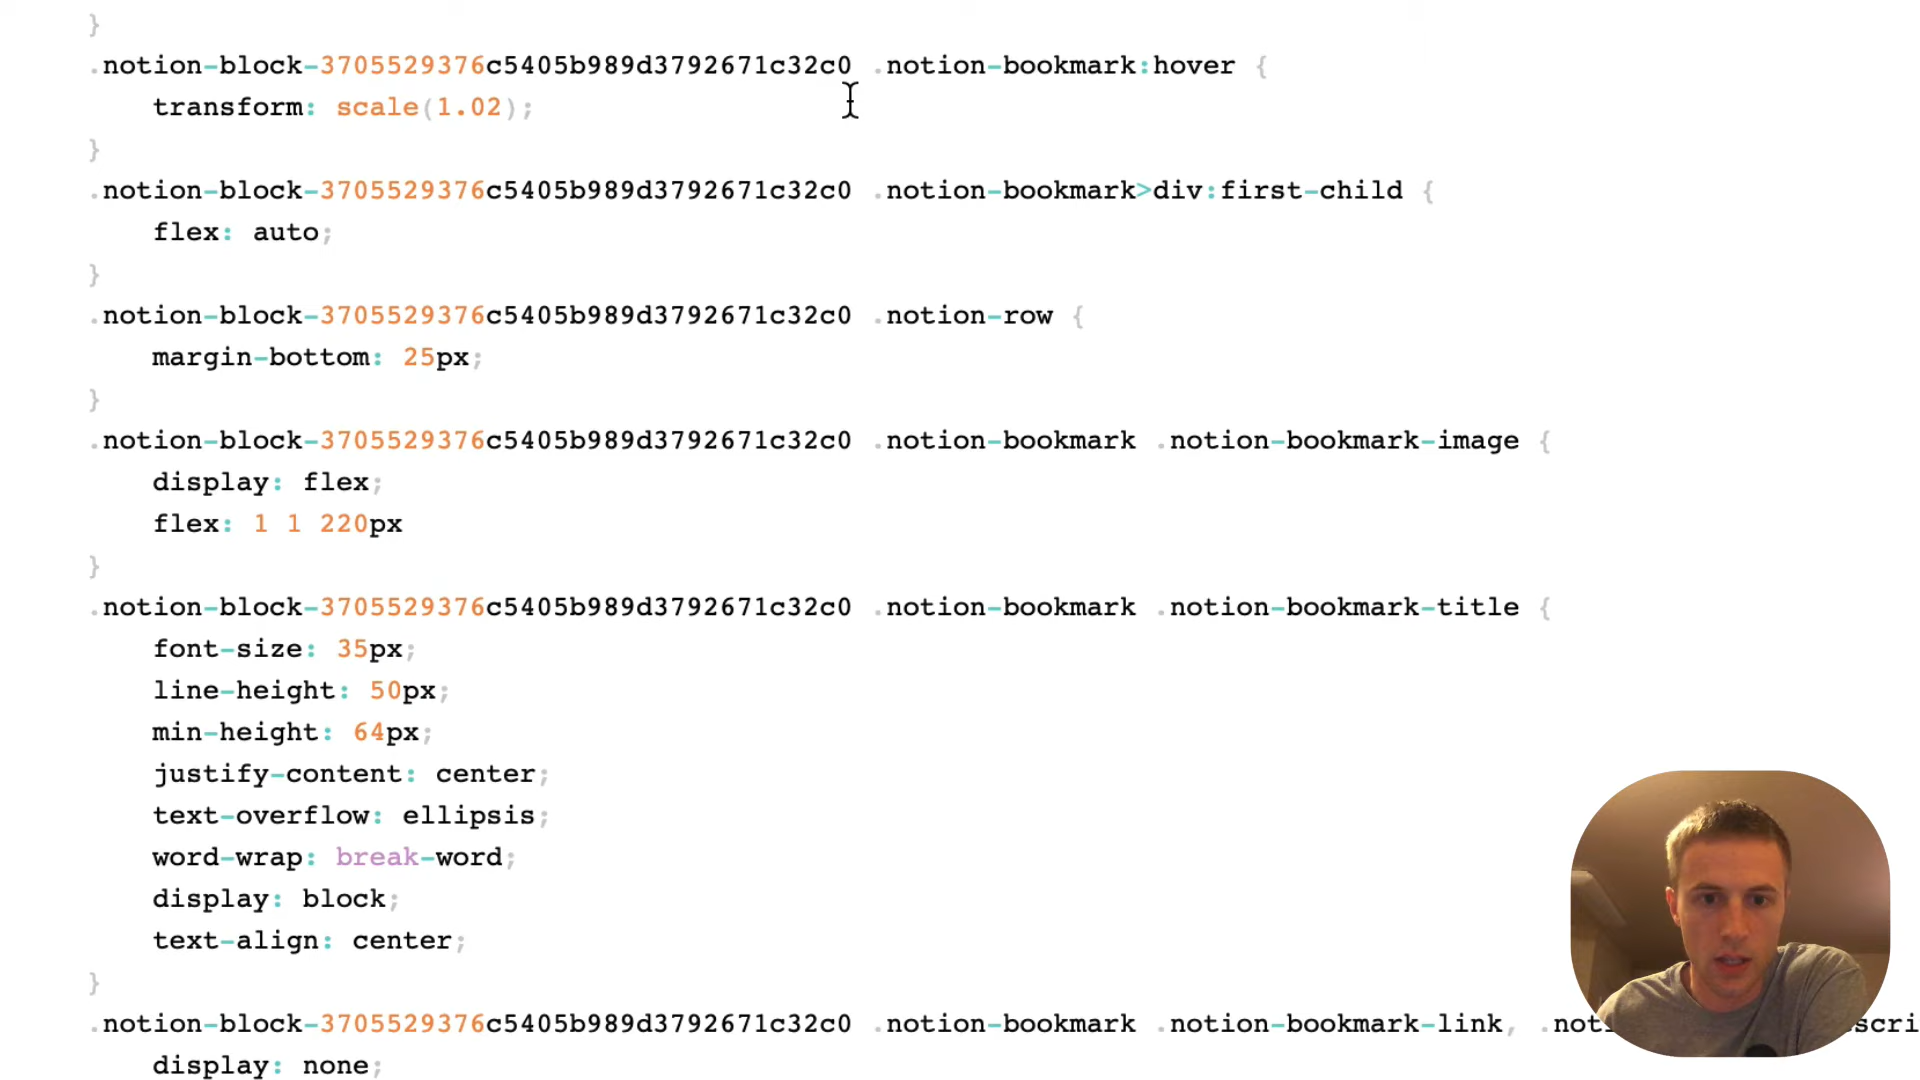 }
.notion-block-3705529376c5405b989d3792671c32c0 .notion-bookmark:hover {
transform: scale(1.02);
}
.notion-block-3705529376c5405b989d3792671c32c0 .notion-bookmark>div:first-child {
flex: auto;
}
.notion-block-3705529376c5405b989d3792671c32c0 .notion-row {
margin-bottom: 25px;
}
.notion-block-3705529376c5405b989d3792671c32c0 .notion-bookmark .notion-bookmark-image {
display: flex;
flex: 1 1 220px
}
.notion-block-3705529376c5405b989d3792671c32c0 .notion-bookmark .notion-bookmark-title {
font-size: 35px;
line-height: 50px;
min-height: 64px;
justify-content: center;
text-overflow: ellipsis;
word-wrap: break-word;
display: block;
text-align: center;
}
.notion-block-3705529376c5405b989d3792671c32c0 .notion-bookmark .notion-bookmark-link,
display: none;